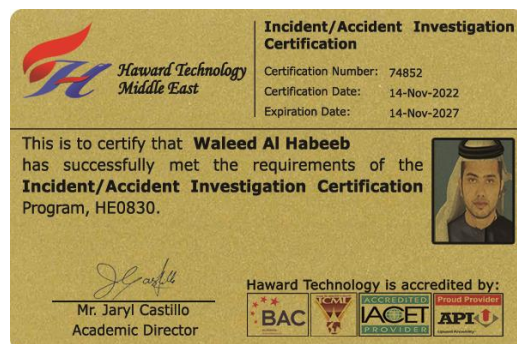 Haward Technology
Middle East
Incident/Accident Investigation
Certification
Certification Number: 74852
Certification Date: 14-Nov-2022
Expiration Date: 14-Nov-2027
This is to certify that Waleed Al Habeeb
has successfully met the requirements of the
Incident/Accident Investigation Certification
Program, HE0830.
Mr. Jaryl Castillo
Academic Director
Haward Technology is accredited by:
BAC
TCMI
ACCREDITED
IACET
PROVIDER
Proud Provider
API